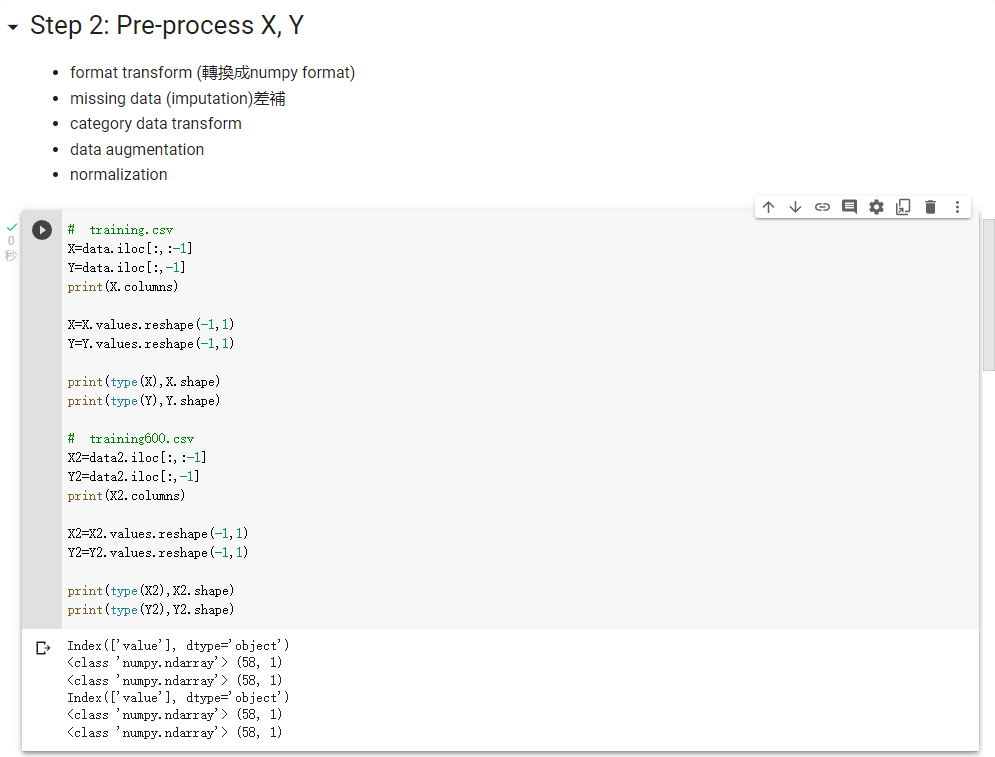 Step 2: Pre-process X, Y
• format transform (轉換成numpy format)
• missing data (imputation)差補
• category data transform
• data augmentation
• normalization
0
秒
#  training.csv
X=data.iloc[:,:-1]
Y=data.iloc[:,-1]
print(X.columns)
X=X.values.reshape(-1,1)
Y=Y.values.reshape(-1,1)
print(type(X),X.shape)
print(type(Y),Y.shape)
#  training600.csv
X2=data2.iloc[:,:-1]
Y2=data2.iloc[:,-1]
print(X2.columns)
X2=X2.values.reshape(-1,1)
Y2=Y2.values.reshape(-1,1)
print(type(X2),X2.shape)
print(type(Y2),Y2.shape)
Index(['value'], dtype='object')
<class 'numpy.ndarray'> (58, 1)
<class 'numpy.ndarray'> (58, 1)
Index(['value'], dtype='object')
<class 'numpy.ndarray'> (58, 1)
<class 'numpy.ndarray'> (58, 1)